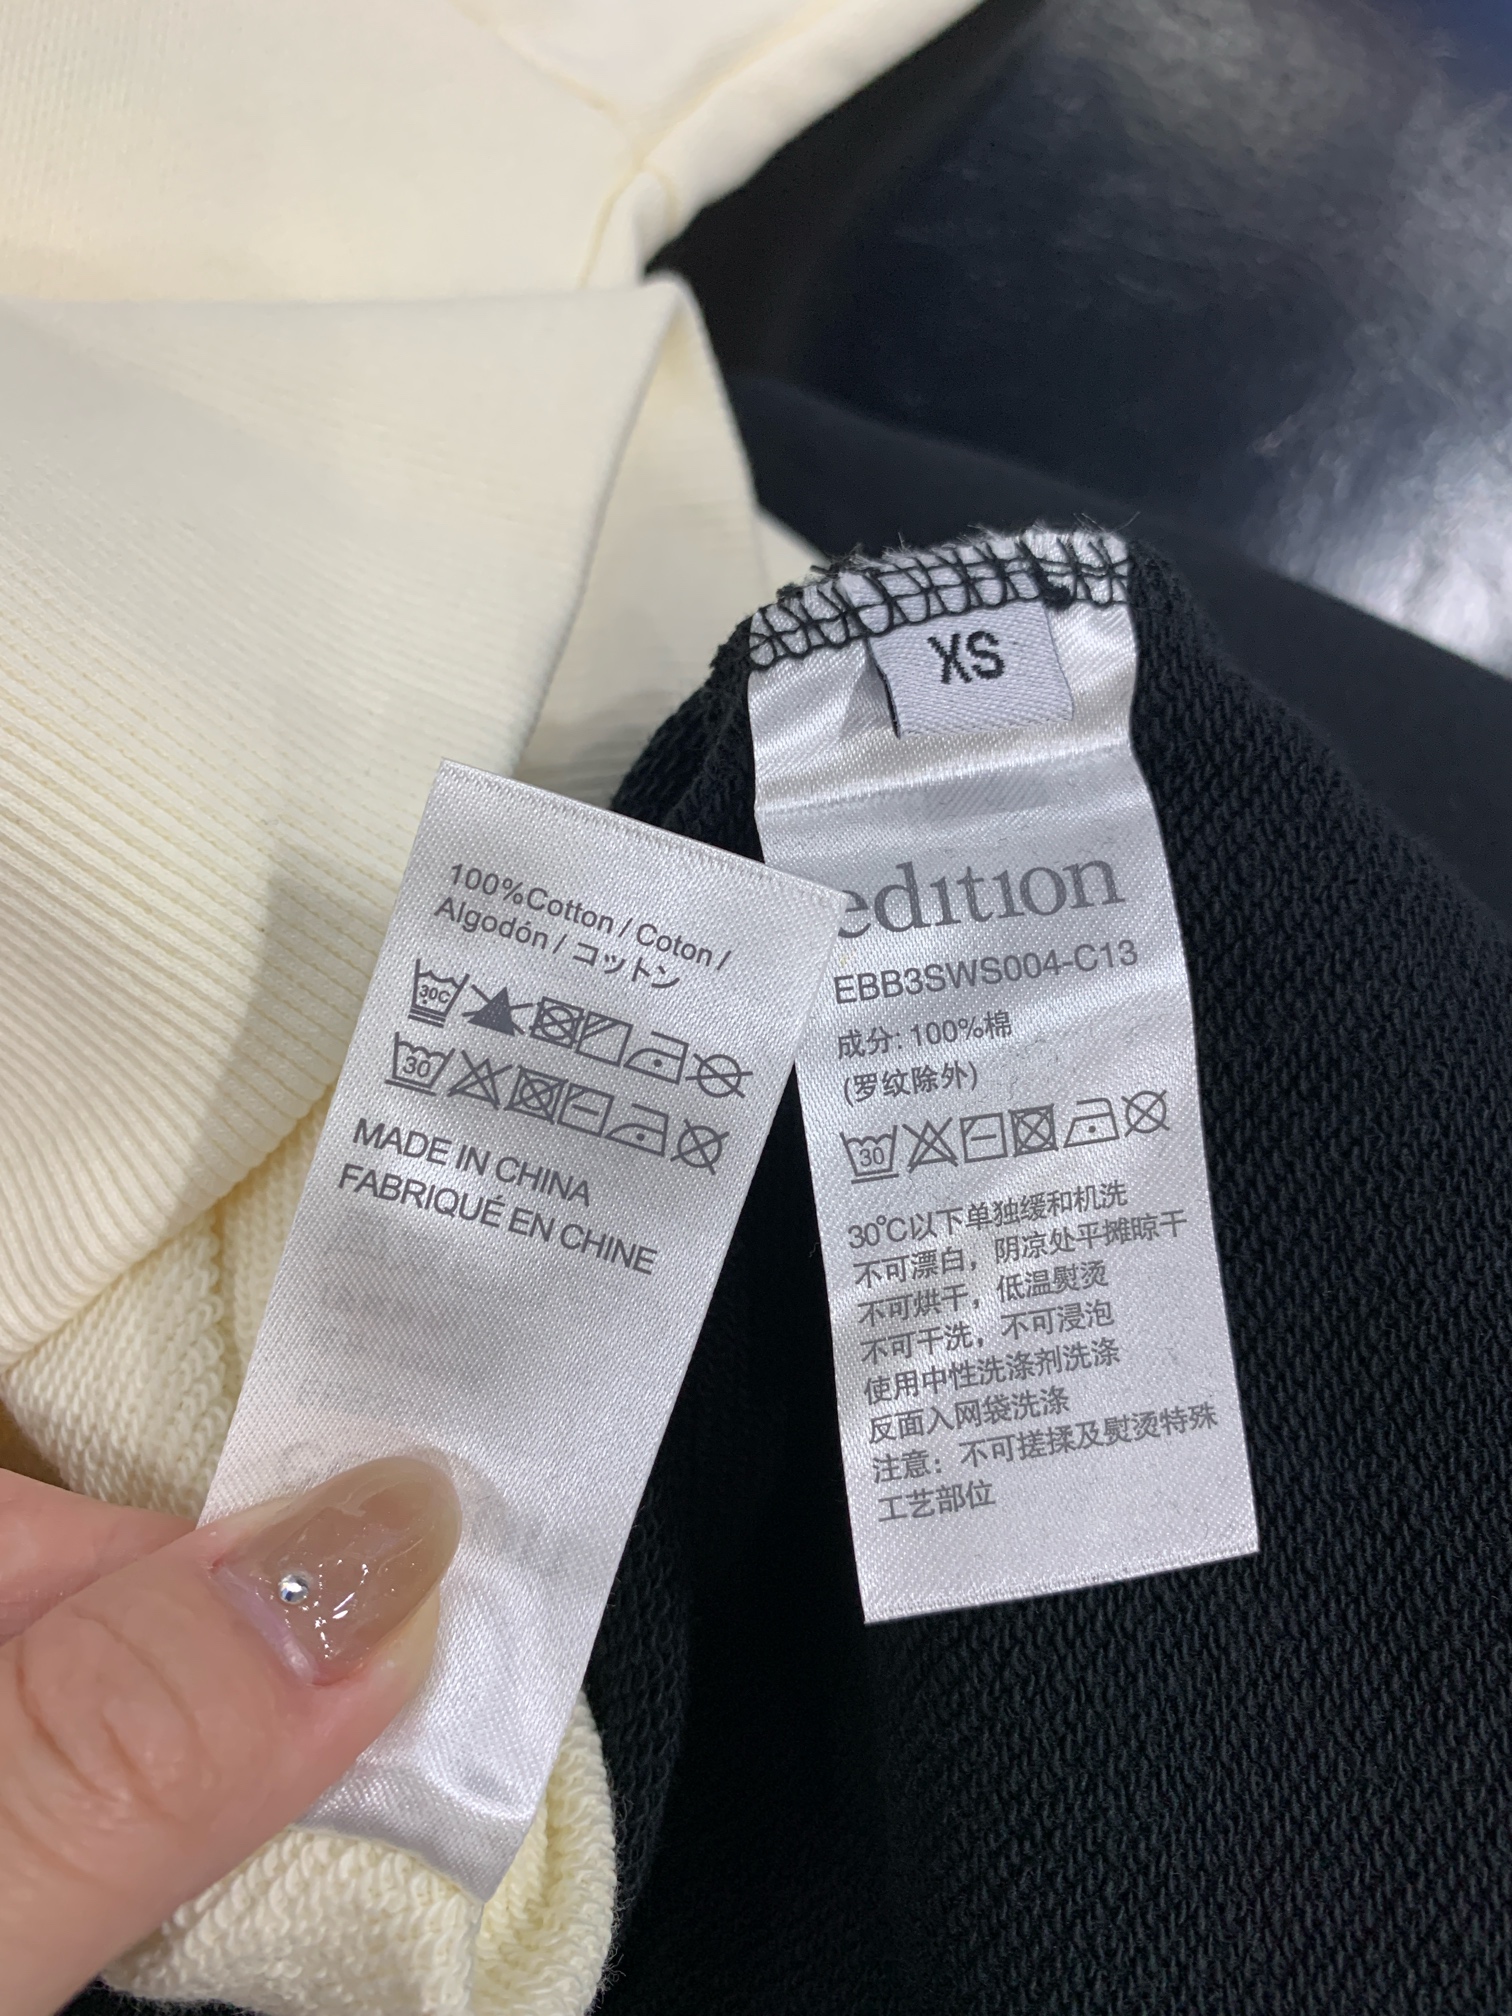 100%Cotton / Coton /
Algodón / コットン
30C
30
MADE IN CHINA
FABRIQUÉ EN CHINE
XS
edition
EBB3SWS004-C13
成分: 100%棉
(罗纹除外)
30
30℃以下单独缓和机洗
不可漂白，阴凉处平摊晾干
不可烘干，低温熨烫
不可干洗，不可浸泡
使用中性洗涤剂洗涤
反面入网袋洗涤
注意：不可搓揉及熨烫特殊
工艺部位